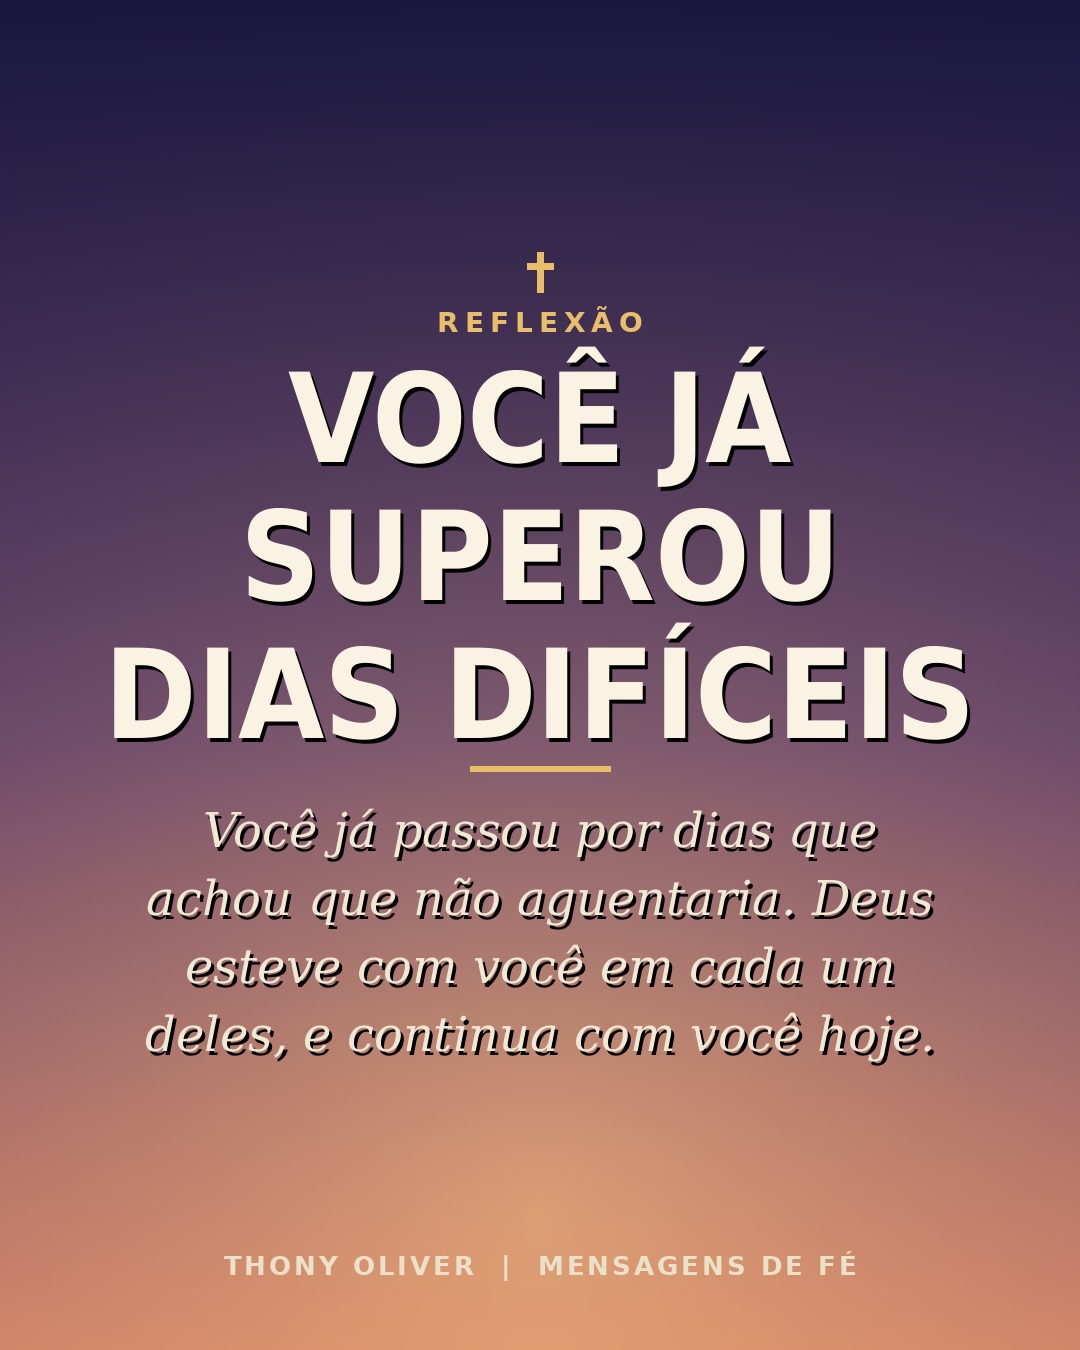 REFLEXÃO
VOCÊ JÁ
SUPEROU
DIAS DIFÍCEIS
Você já passou por dias que
achou que não aguentaria. Deus
esteve com você em cada um
deles, e continua com você hoje.
THONY OLIVER | MENSAGENS DE FÉ